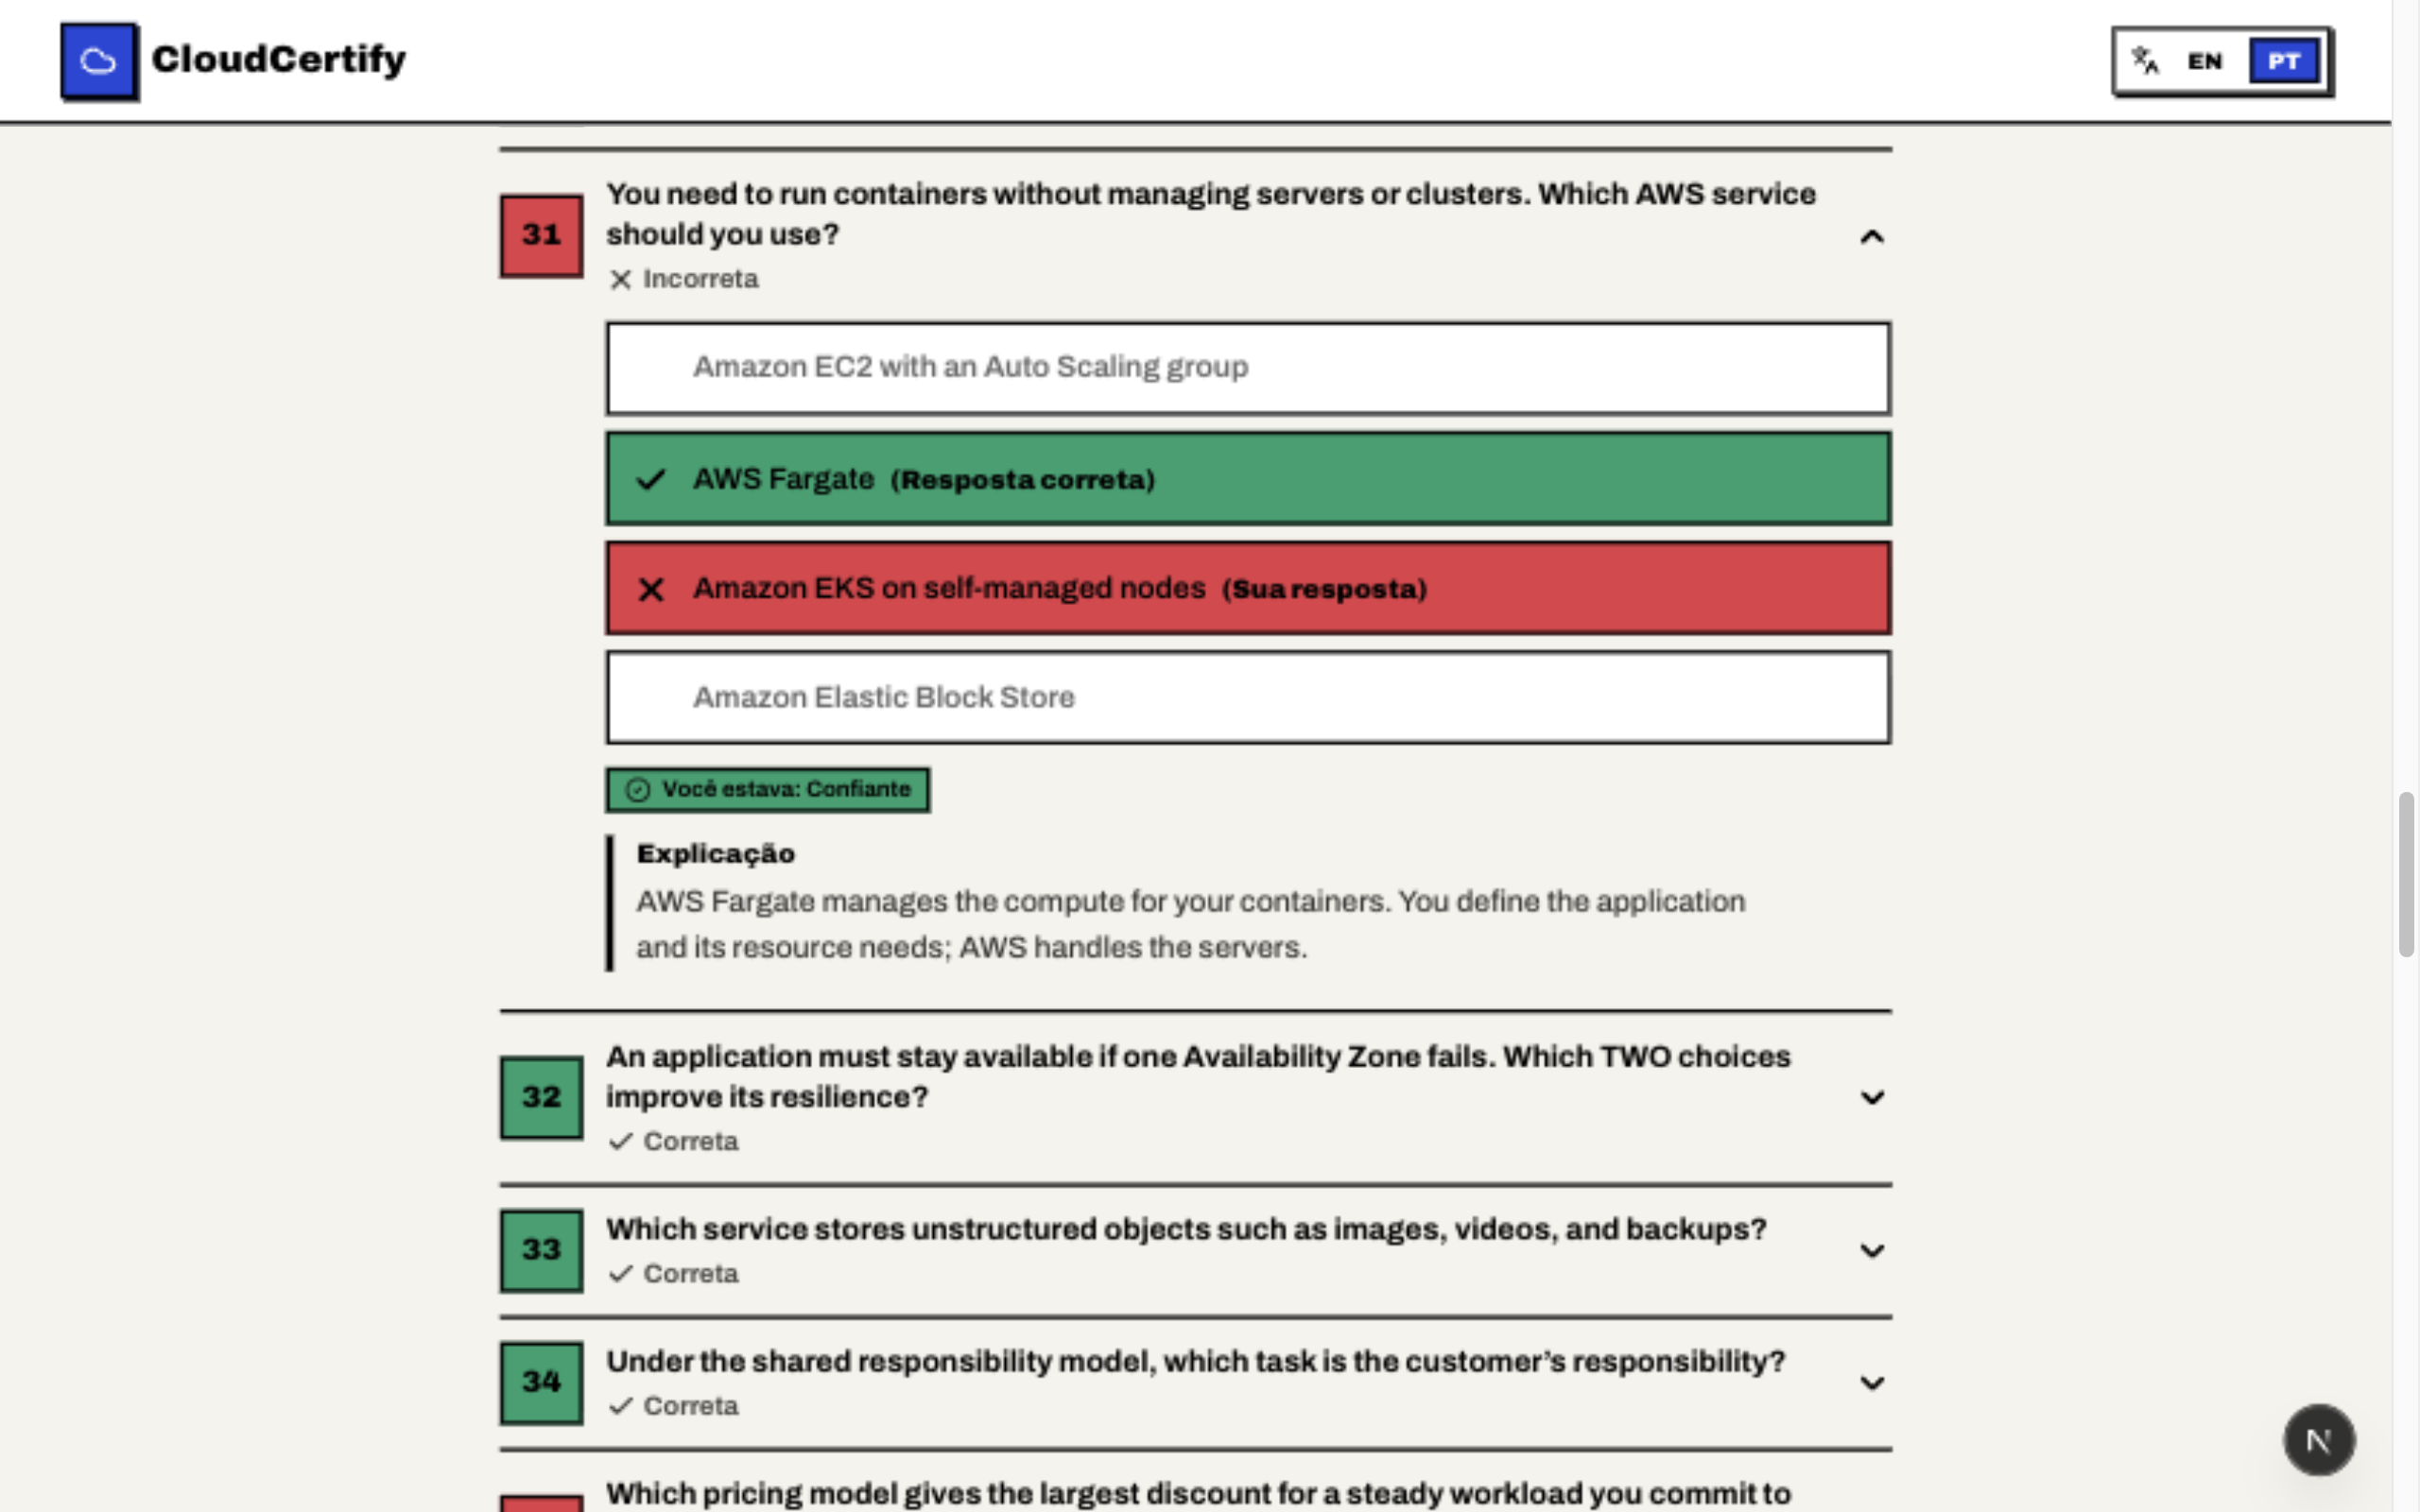 CloudCertify
EN
PT
31
You need to run containers without managing servers or clusters. Which AWS service
should you use?
Incorreta
Amazon EC2 with an Auto Scaling group
AWS Fargate (Resposta correta)
Amazon EKS on self-managed nodes (Sua resposta)
Amazon Elastic Block Store
Você estava: Confiante
Explicação
AWS Fargate manages the compute for your containers. You define the application
and its resource needs; AWS handles the servers.
32
An application must stay available if one Availability Zone fails. Which TWO choices
improve its resilience?
Correta
33
Which service stores unstructured objects such as images, videos, and backups?
Correta
34
Under the shared responsibility model, which task is the customer’s responsibility?
Correta
Which pricing model gives the largest discount for a steady workload you commit to
N